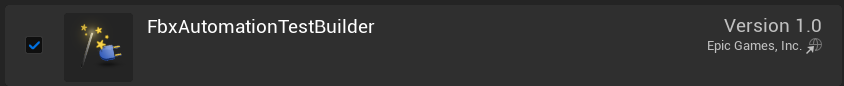 FbxAutomationTestBuilder
Version 1.0
Epic Games, Inc.